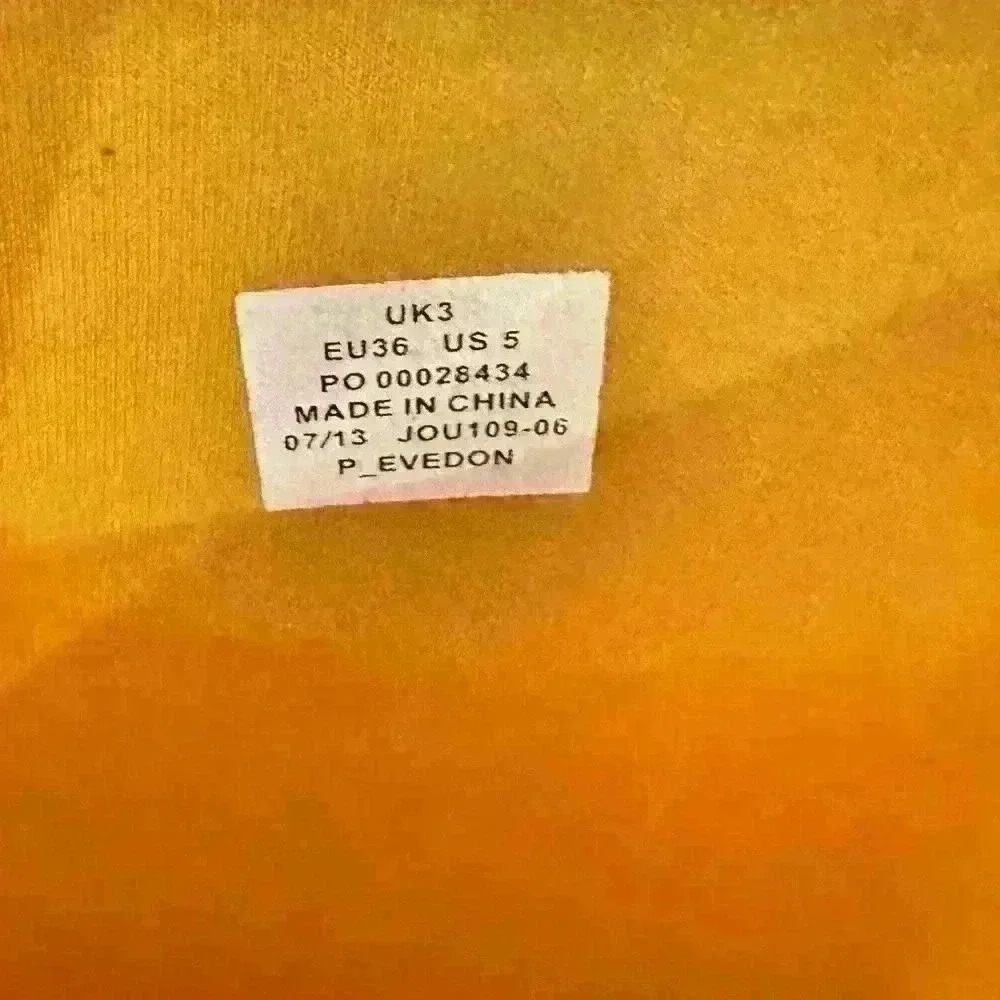 UK3
EU36 US 5
PO 00028434
MADE IN CHINA
07/13 JOU109-06
P_EVEDON